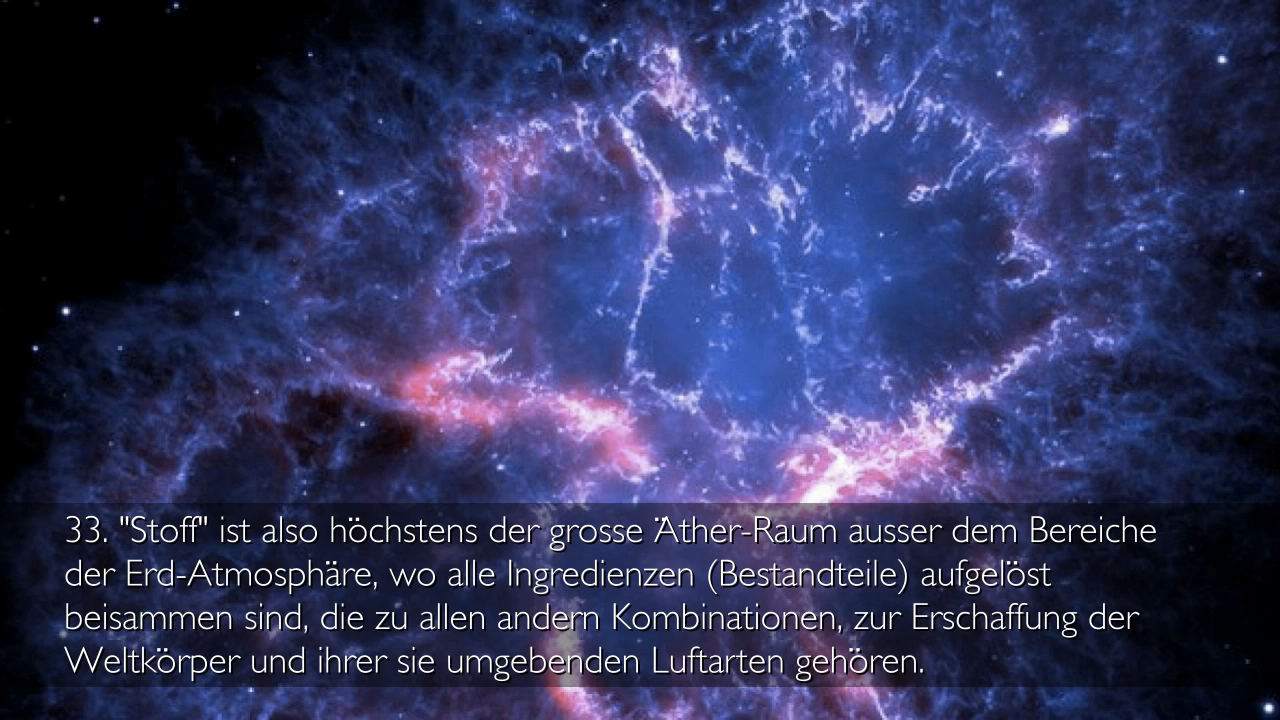 33. "Stoff" ist also höchstens der grosse Äther-Raum ausser dem Bereiche
der Erd-Atmosphäre, wo alle Ingredienzen (Bestandteile) aufgelöst
beisammen sind, die zu allen andern Kombinationen, zur Erschaffung der
Weltkörper und ihrer sie umgebenden Luftarten gehören.